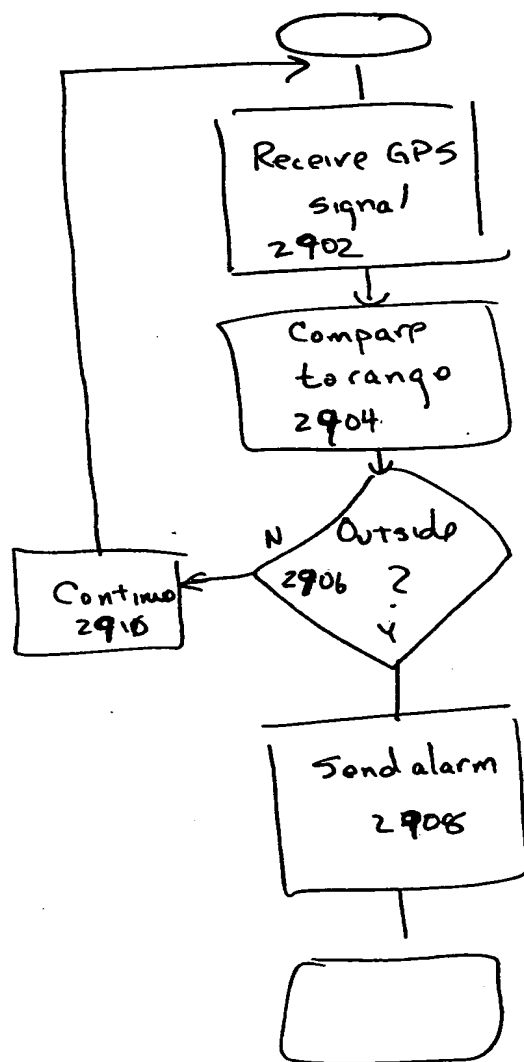 Receive GPS
signal
2902
Compare
to range
2904
N
Outside
2906 ?
Y
Continue
2910
Send alarm
2908